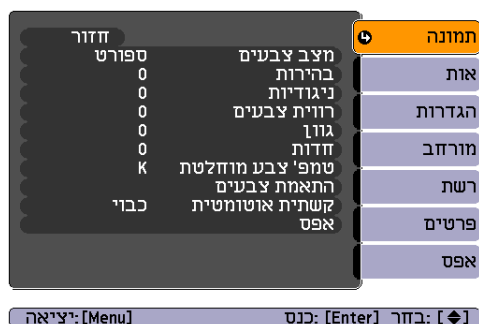 תמונה
אות
הגדרות
מורחב
רשת
פרטים
אפס
חזור
מצב צבעים ספורט
בהירות 0
ניגודיות 0
רווית צבעים 0
גוון 0
חדות 0
טמפ' צבע מוחלטת K
התאמת צבעים
קשתית אוטומטית כבוי
אפס
[♦] :בחר [Enter] :כנס [Menu]:יציאה